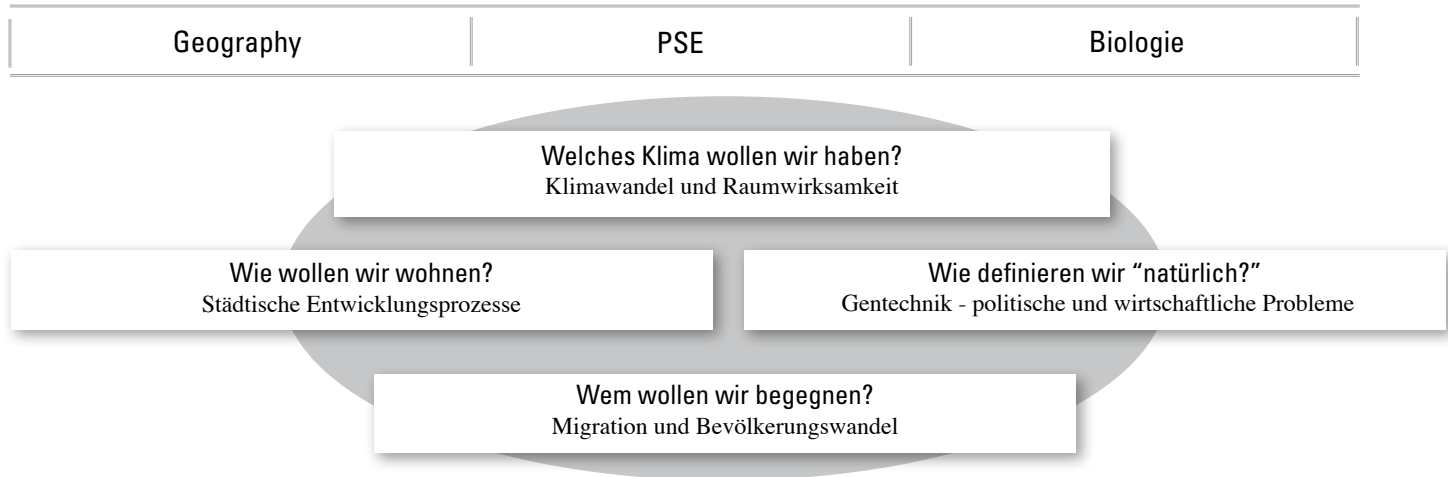 Geography PSE Biologie
Welches Klima wollen wir haben?
Klimawandel und Raumwirksamkeit
Wie wollen wir wohnen?
Städtische Entwicklungsprozesse
Wie definieren wir “natürlich?”
Gentechnik - politische und wirtschaftliche Probleme
Wem wollen wir begegnen?
Migration und Bevölkerungswandel